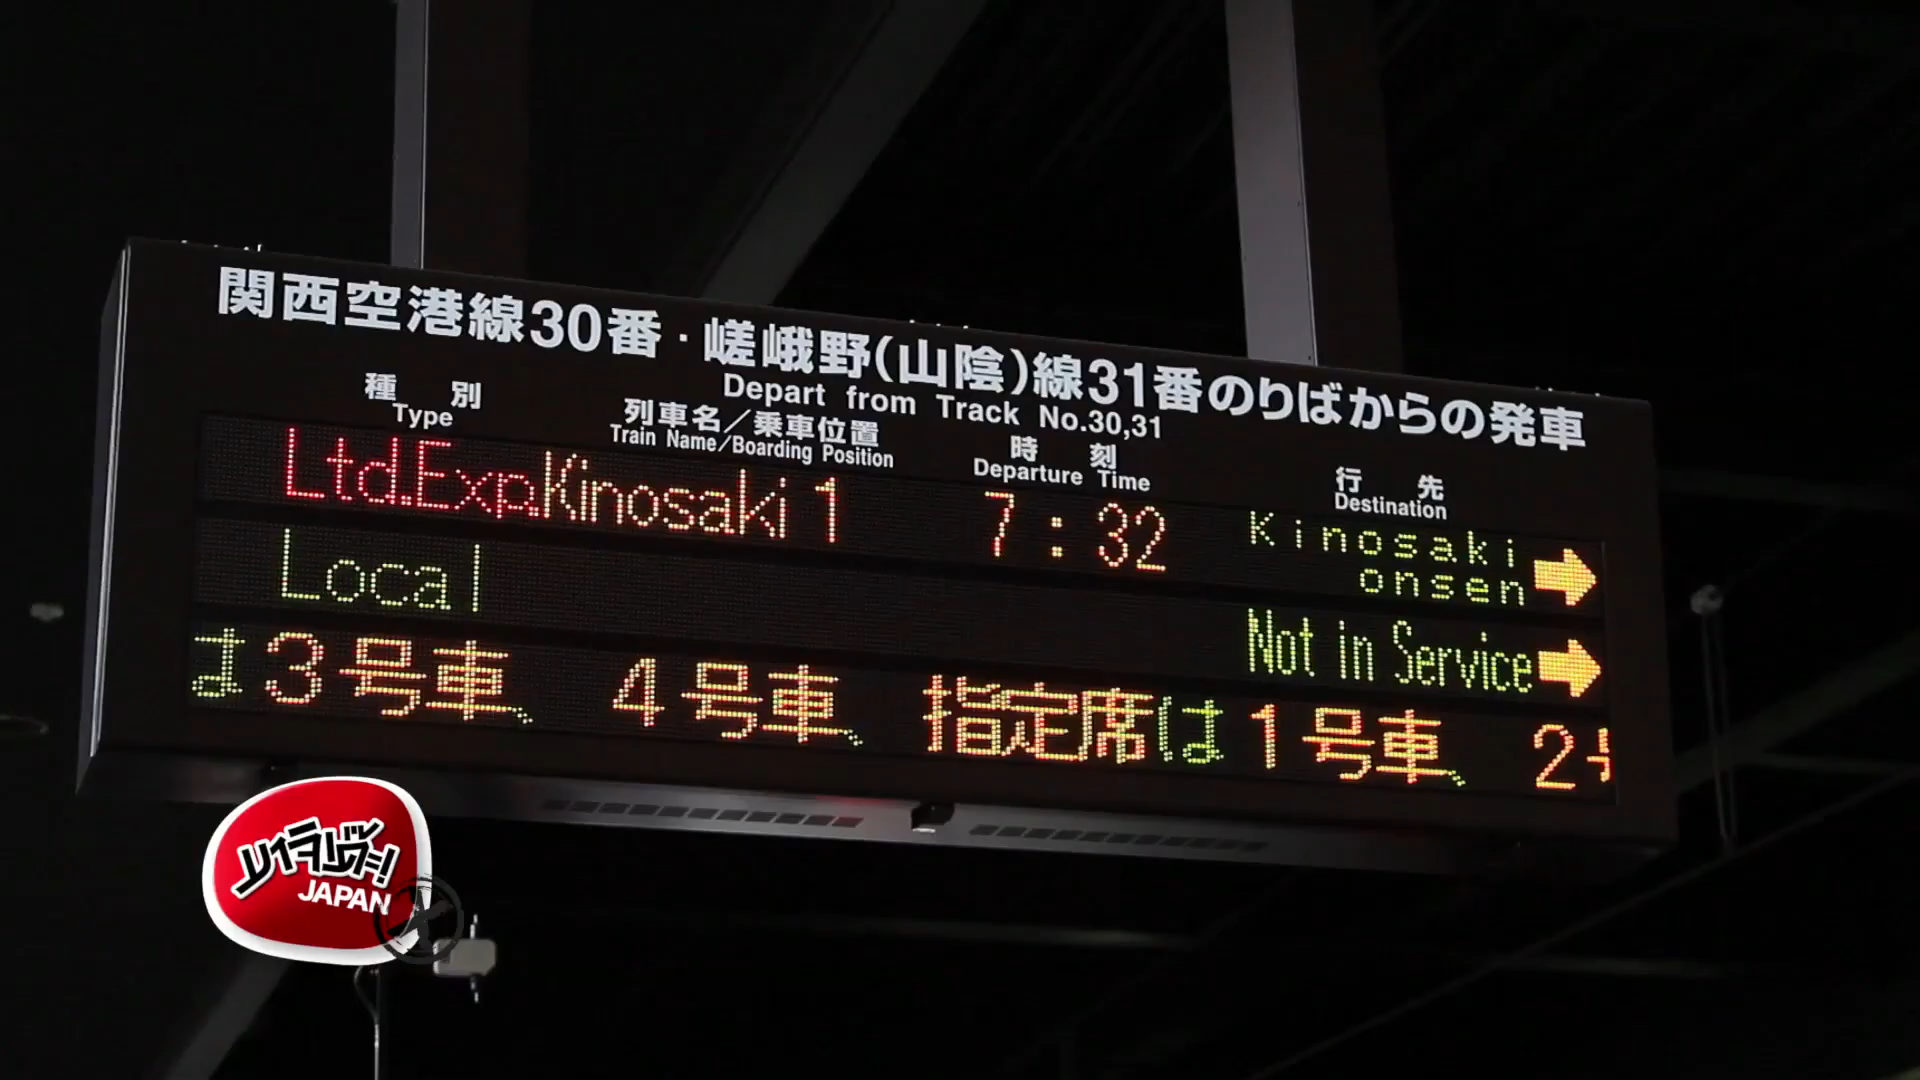 関西空港線30番・嵯峨野(山陰)線31番のりばからの発車
Depart from Track No.30,31
種別 列車名/乗車位置 時刻 行先
Type Train Name/Boarding Position Departure Time Destination
Ltd.Exp. Kinosaki 1 7:32 Kinosaki onsen
Local Not in Service
は3号車、 4号車、 指定席は1号車、 2号
JAPAN